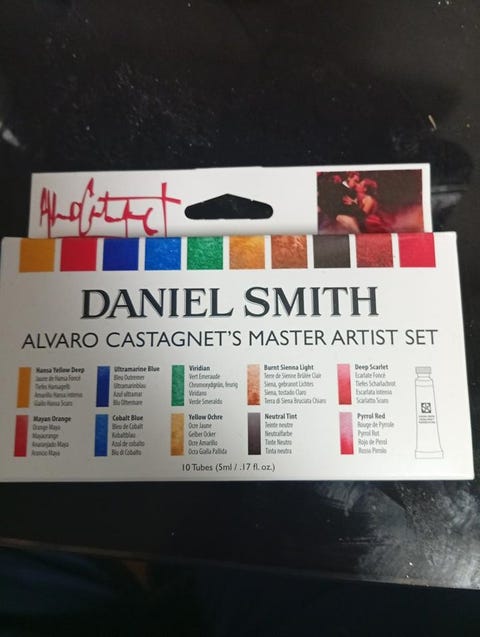 Alvaro Castagnet
DANIEL SMITH
ALVARO CASTAGNET'S MASTER ARTIST SET
Hansa Yellow Deep
Jaune de Hansa Foncé
Tiefes Hansagelb
Amarillo Hansa intenso
Giallo Hansa Scuro
Ultramarine Blue
Bleu Outremer
Ultramarinblau
Azul ultramar
Blu Oltremare
Viridian
Vert Emeraude
Chromoxydgrün, feurig
Viridano
Verde Smeraldo
Burnt Sienna Light
Terre de Sienne Brûlée Clair
Siena, gebrannt Lichtes
Siena, tostado Claro
Terra di Siena Bruciata Chiaro
Deep Scarlet
Ecarlate Foncé
Tiefes Scharlachrot
Escarlata intensa
Scarlatto Scuro
Mayan Orange
Orange Maya
Mayaorange
Anaranjado Maya
Arancio Maya
Cobalt Blue
Bleu de Cobalt
Kobaltblau
Azul de cobalto
Blu di Cobalto
Yellow Ochre
Ocre Jaune
Gelber Ocker
Ocre Amarillo
Ocra Gialla Pallida
Neutral Tint
Teinte neutre
Neutralfarbe
Tinte Neutro
Tinta neutra
Pyrrol Red
Rouge de Pyrrole
Pyrrol Rot
Rojo de Pirrol
Rosso Pirrolo
10 Tubes (5ml / .17 fl. oz.)